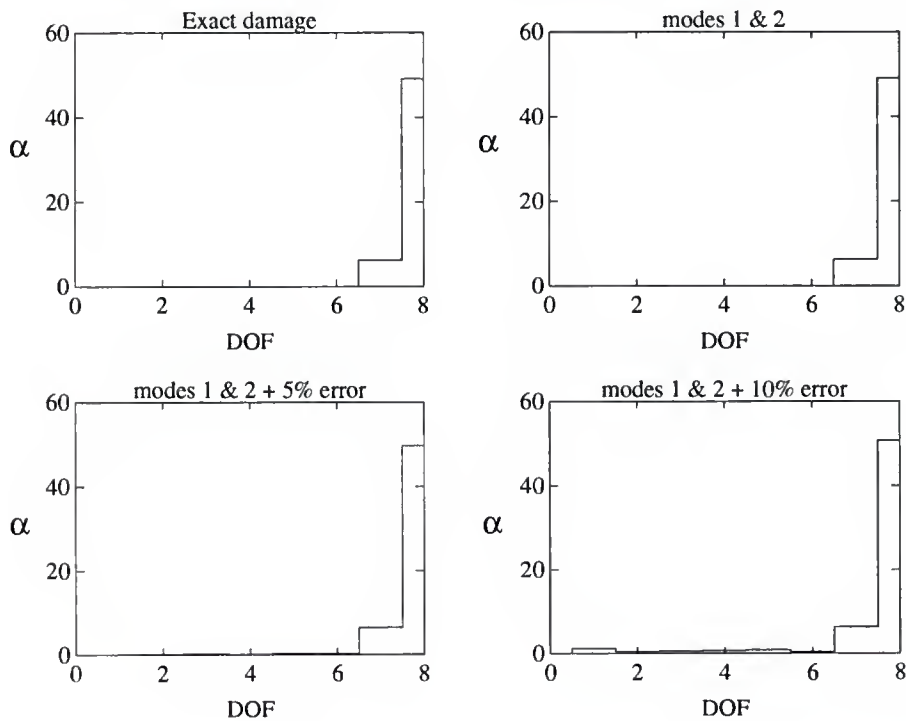 Exact damage
60
40
α
20
0
0 2 4 6 8
DOF
modes 1 & 2
60
40
α
20
0
0 2 4 6 8
DOF
modes 1 & 2 + 5% error
60
40
α
20
0
0 2 4 6 8
DOF
modes 1 & 2 + 10% error
60
40
α
20
0
0 2 4 6 8
DOF